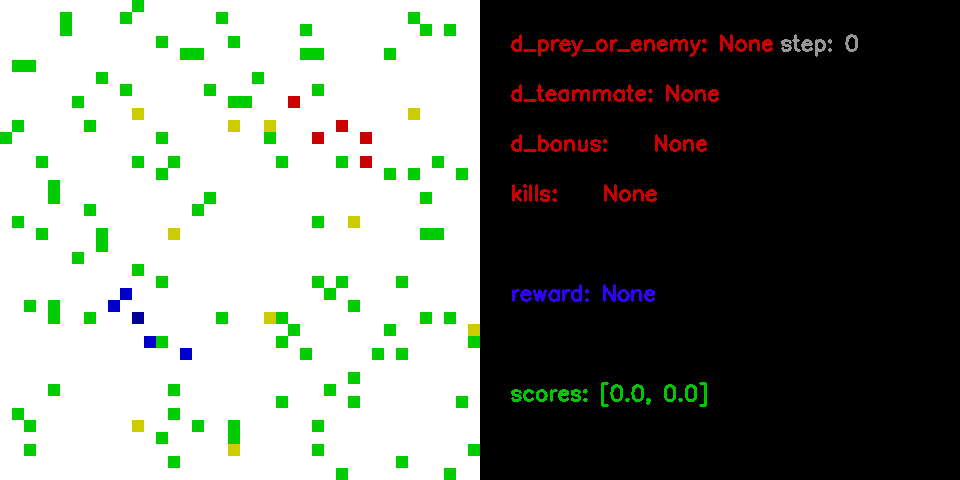 d_prey_or_enemy: None step: 0
d_teammate: None
d_bonus: None
kills: None
reward: None
scores: [0.0, 0.0]